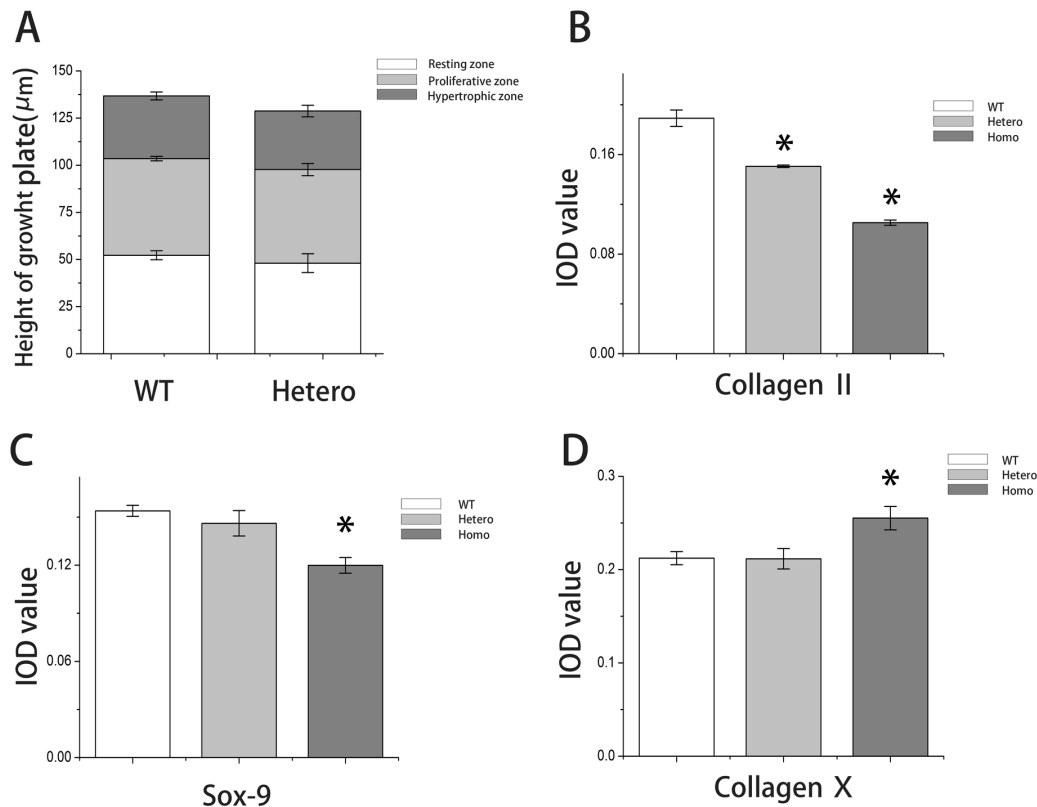 A
Height of growht plate(μm)
150
125
100
75
50
25
0
WT
Hetero
Resting zone
Proliferative zone
Hypertrophic zone
B
IOD value
0.16
0.08
0.00
*
*
Collagen II
WT
Hetero
Homo
C
IOD value
0.12
0.06
0.00
*
Sox-9
WT
Hetero
Homo
D
IOD value
0.3
0.2
0.1
0.0
*
Collagen X
WT
Hetero
Homo